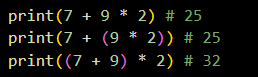 print(7 + 9 * 2) # 25
print(7 + (9 * 2)) # 25
print((7 + 9) * 2) # 32